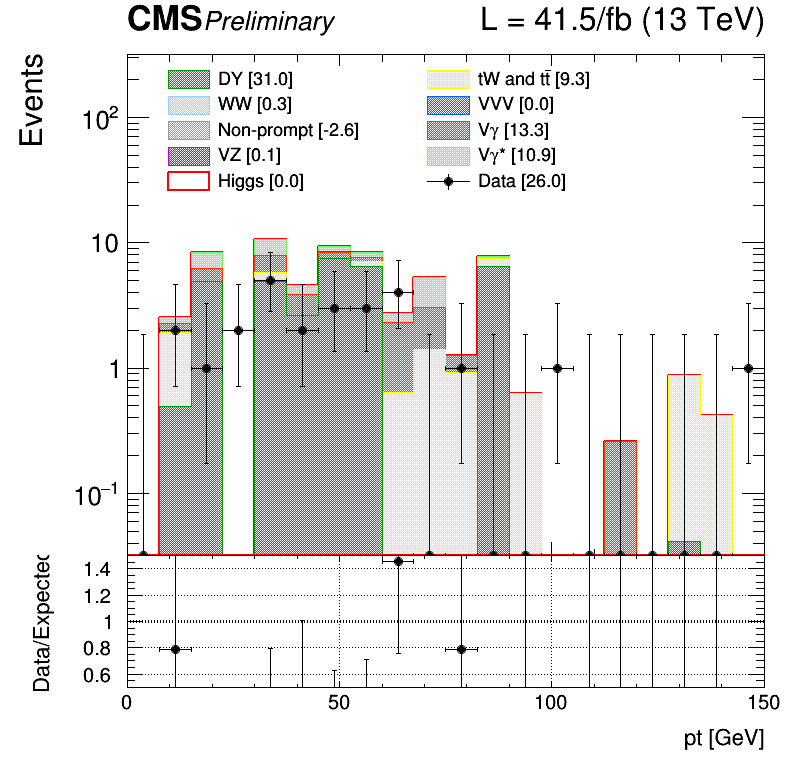 CMS Preliminary L = 41.5/fb (13 TeV)
Events
DY [31.0]
WW [0.3]
Non-prompt [-2.6]
VZ [0.1]
Higgs [0.0]
tW and tt̄ [9.3]
VVV [0.0]
Vγ [13.3]
Vγ* [10.9]
Data [26.0]
10²
10
1
10⁻¹
Data/Expected
1.4
1.2
1
0.8
0.6
0 50 100 150
pt [GeV]